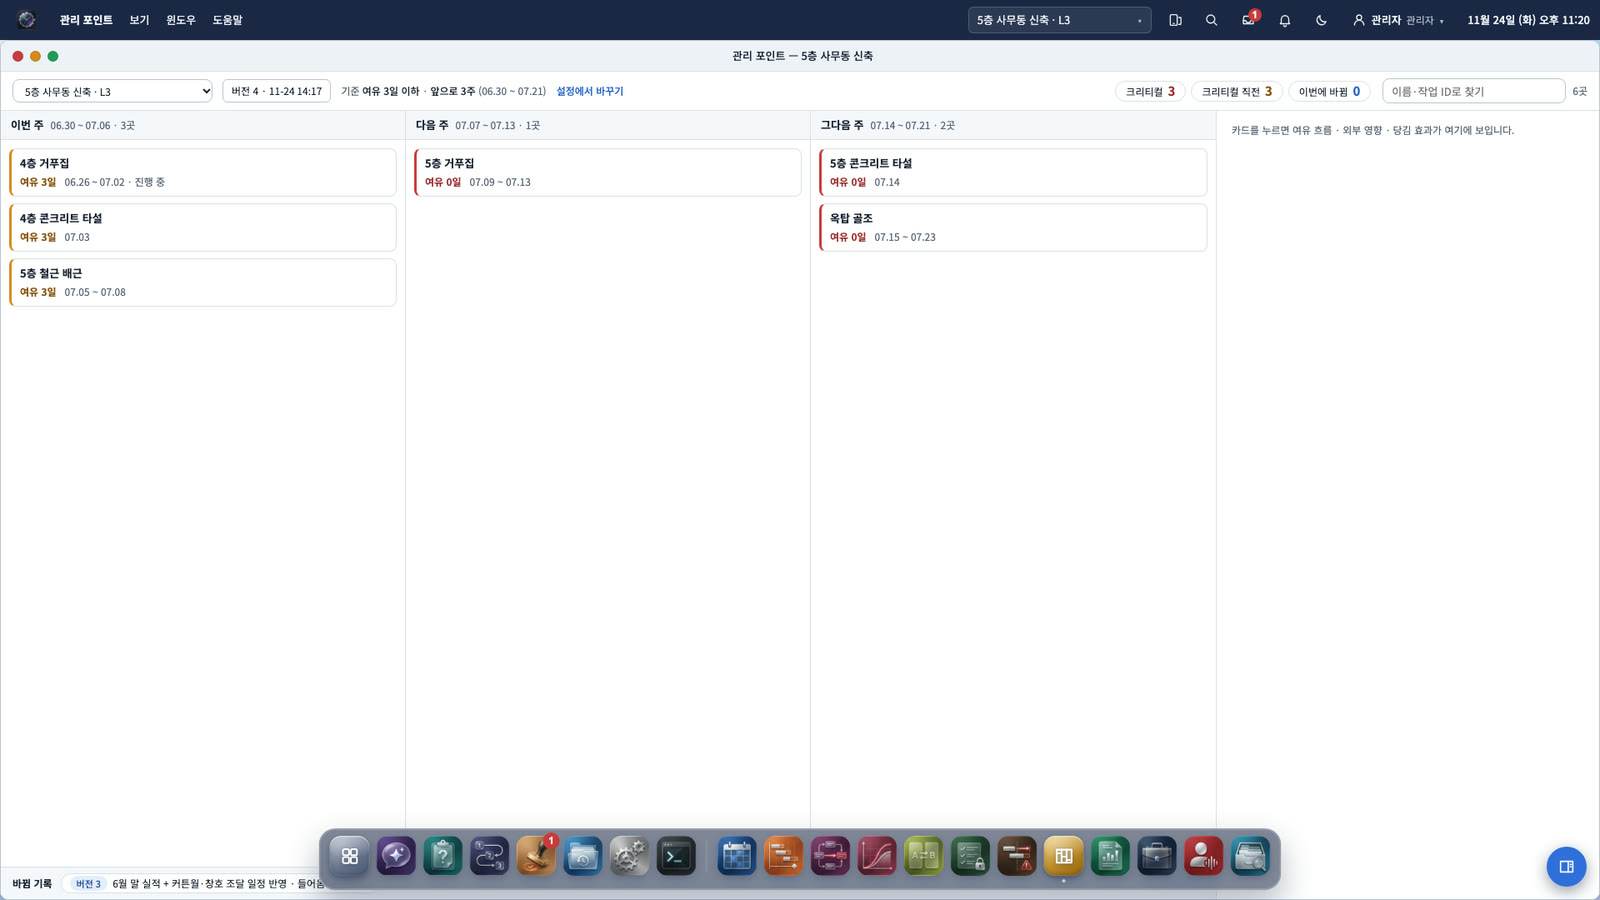 관리 포인트 보기 윈도우 도움말 5층 사무동 신축 · L3 1 관리자 관리자 11월 24일 (화) 오후 11:20
관리 포인트 — 5층 사무동 신축
5층 사무동 신축 · L3 버전 4 · 11-24 14:17 기준 여유 3일 이하 · 앞으로 3주 (06.30 ~ 07.21) 설정에서 바꾸기 크리티컬 3 크리티컬 직전 3 이번에 바뀜 0 이름·작업 ID로 찾기 6곳
이번 주 06.30 ~ 07.06 · 3곳
4층 거푸집
여유 3일 06.26 ~ 07.02 · 진행 중
4층 콘크리트 타설
여유 3일 07.03
5층 철근 배근
여유 3일 07.05 ~ 07.08
다음 주 07.07 ~ 07.13 · 1곳
5층 거푸집
여유 0일 07.09 ~ 07.13
그다음 주 07.14 ~ 07.21 · 2곳
5층 콘크리트 타설
여유 0일 07.14
옥탑 골조
여유 0일 07.15 ~ 07.23
카드를 누르면 여유 흐름 · 외부 영향 · 당김 효과가 여기에 보입니다.
1
바뀜 기록 버전 3 6월 말 실적 + 커튼월·창호 조달 일정 반영 ·